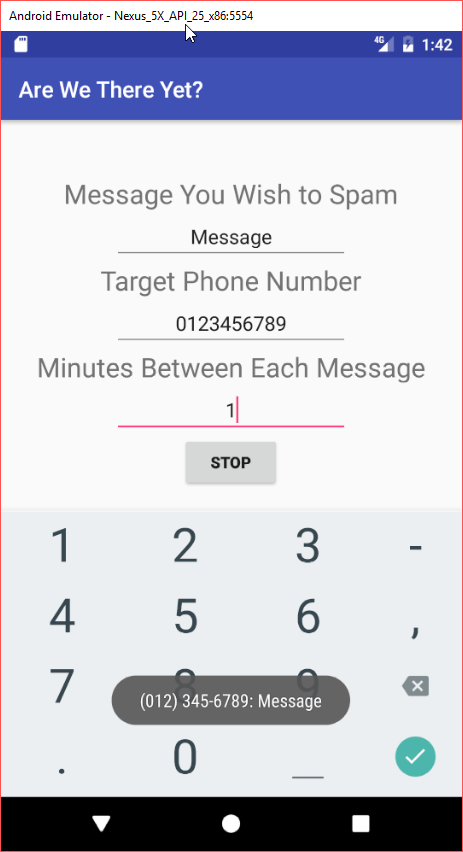 Android Emulator - Nexus_5X_API_25_x86:5554
4G 1:42
Are We There Yet?
Message You Wish to Spam
Message
Target Phone Number
0123456789
Minutes Between Each Message
1
STOP
1 2 3 -
4 5 6 ,
7 8 9
(012) 345-6789: Message
. 0 _